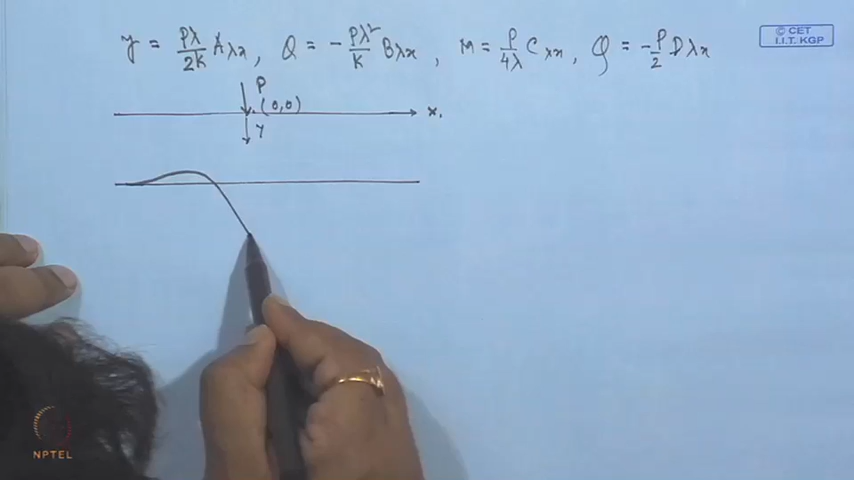 y = Pλ/2k Aλx, Q = -Pλ²/k Bλx, M = P/4λ Cλx, Q = -P/2 Dλx
© CET
I.I.T. KGP
P
(0,0)
x.
y
NPTEL